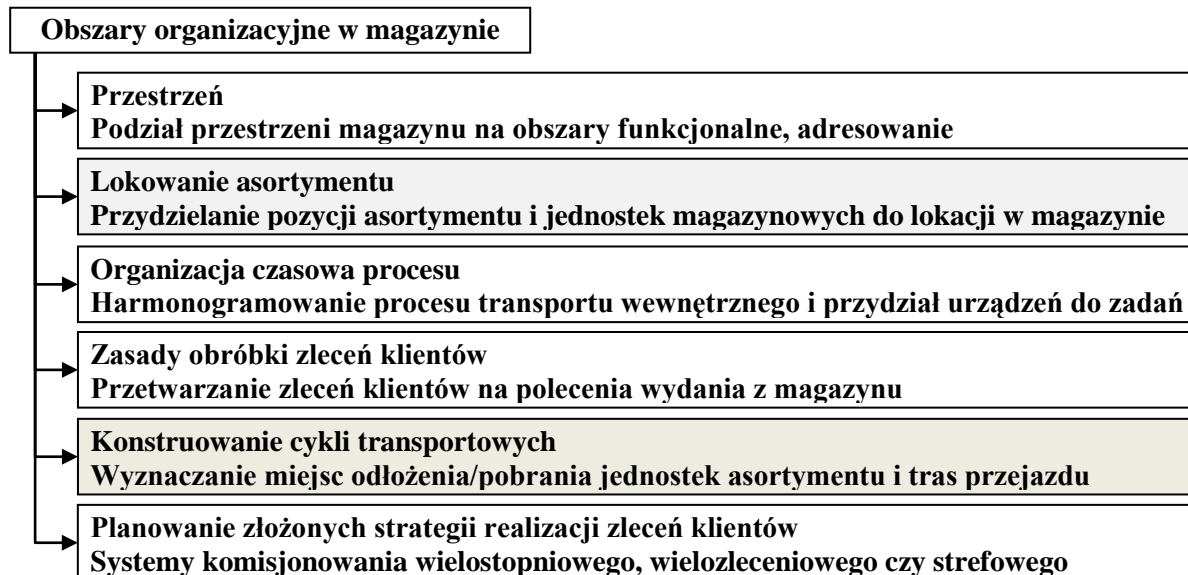 Obszary organizacyjne w magazynie
Przestrzeń
Podział przestrzeni magazynu na obszary funkcjonalne, adresowanie
Lokowanie asortymentu
Przydzielanie pozycji asortymentu i jednostek magazynowych do lokacji w magazynie
Organizacja czasowa procesu
Harmonogramowanie procesu transportu wewnętrznego i przydział urządzeń do zadań
Zasady obróbki zleceń klientów
Przetwarzanie zleceń klientów na polecenia wydania z magazynu
Konstruowanie cykli transportowych
Wyznaczanie miejsc odłożenia/pobrania jednostek asortymentu i tras przejazdu
Planowanie złożonych strategii realizacji zleceń klientów
Systemy komisjonowania wielostopniowego, wielozleceniowego czy strefowego